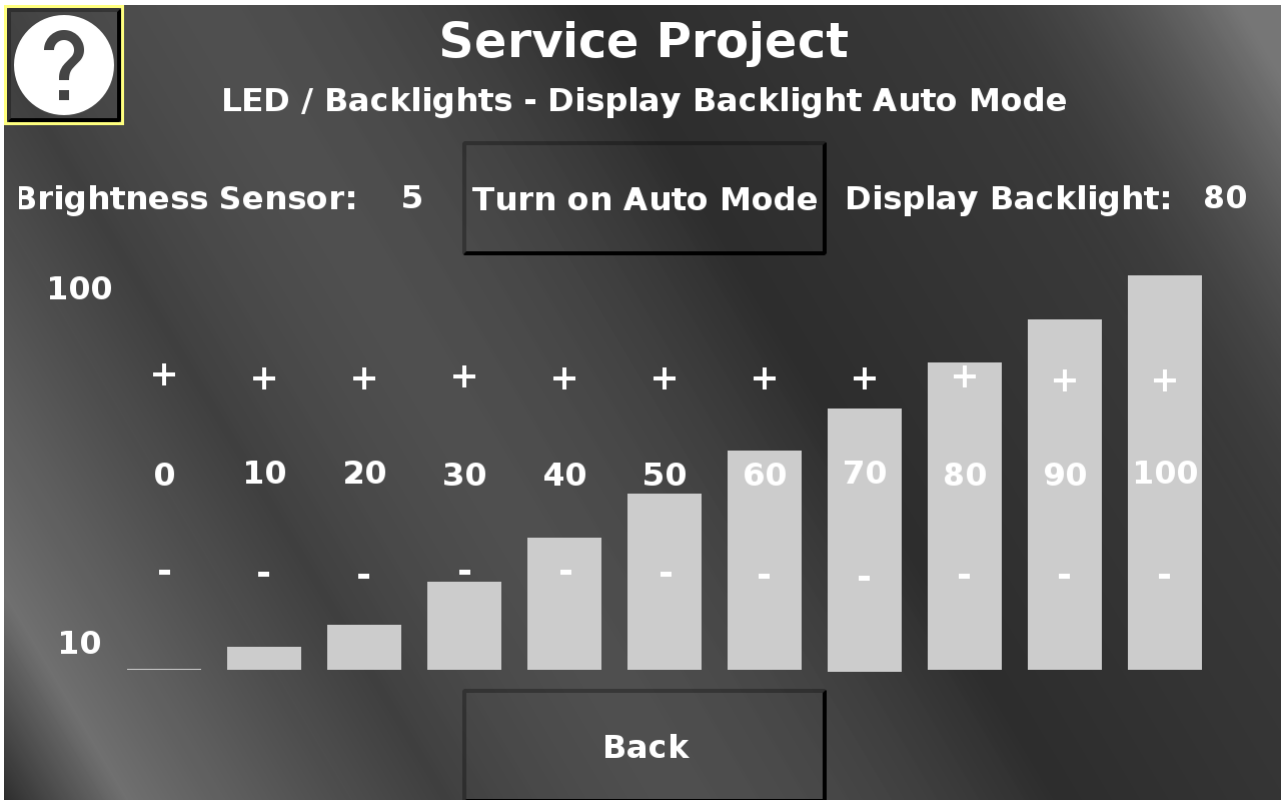 ?
Service Project
LED / Backlights - Display Backlight Auto Mode
Brightness Sensor: 5 Turn on Auto Mode Display Backlight: 80
100
+ + + + + + + + + + +
0 10 20 30 40 50 60 70 80 90 100
- - - - - - - - - - -
10
Back